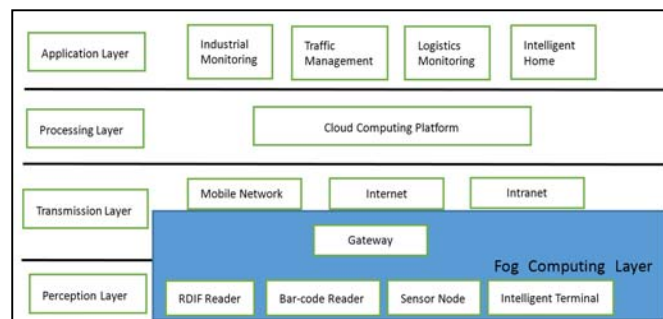 Application Layer
Industrial
Monitoring
Traffic
Management
Logistics
Monitoring
Intelligent
Home
Processing Layer
Cloud Computing Platform
Transmission Layer
Mobile Network
Internet
Intranet
Gateway
Fog Computing Layer
Perception Layer
RDIF Reader
Bar-code Reader
Sensor Node
Intelligent Terminal